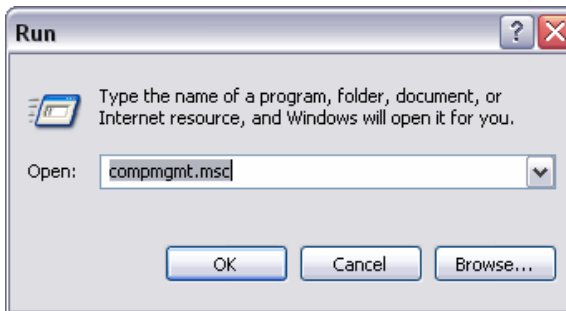 Run
Type the name of a program, folder, document, or
Internet resource, and Windows will open it for you.
Open: compmgmt.msc
OK Cancel Browse...